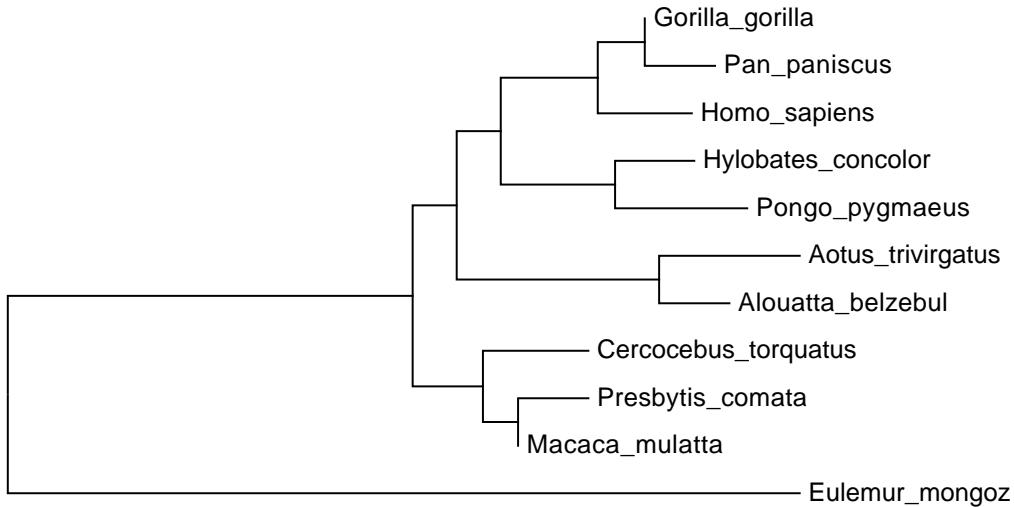 Gorilla_gorilla
Pan_paniscus
Homo_sapiens
Hylobates_concolor
Pongo_pygmaeus
Aotus_trivirgatus
Alouatta_belzebul
Cercocebus_torquatus
Presbytis_comata
Macaca_mulatta
Eulemur_mongoz